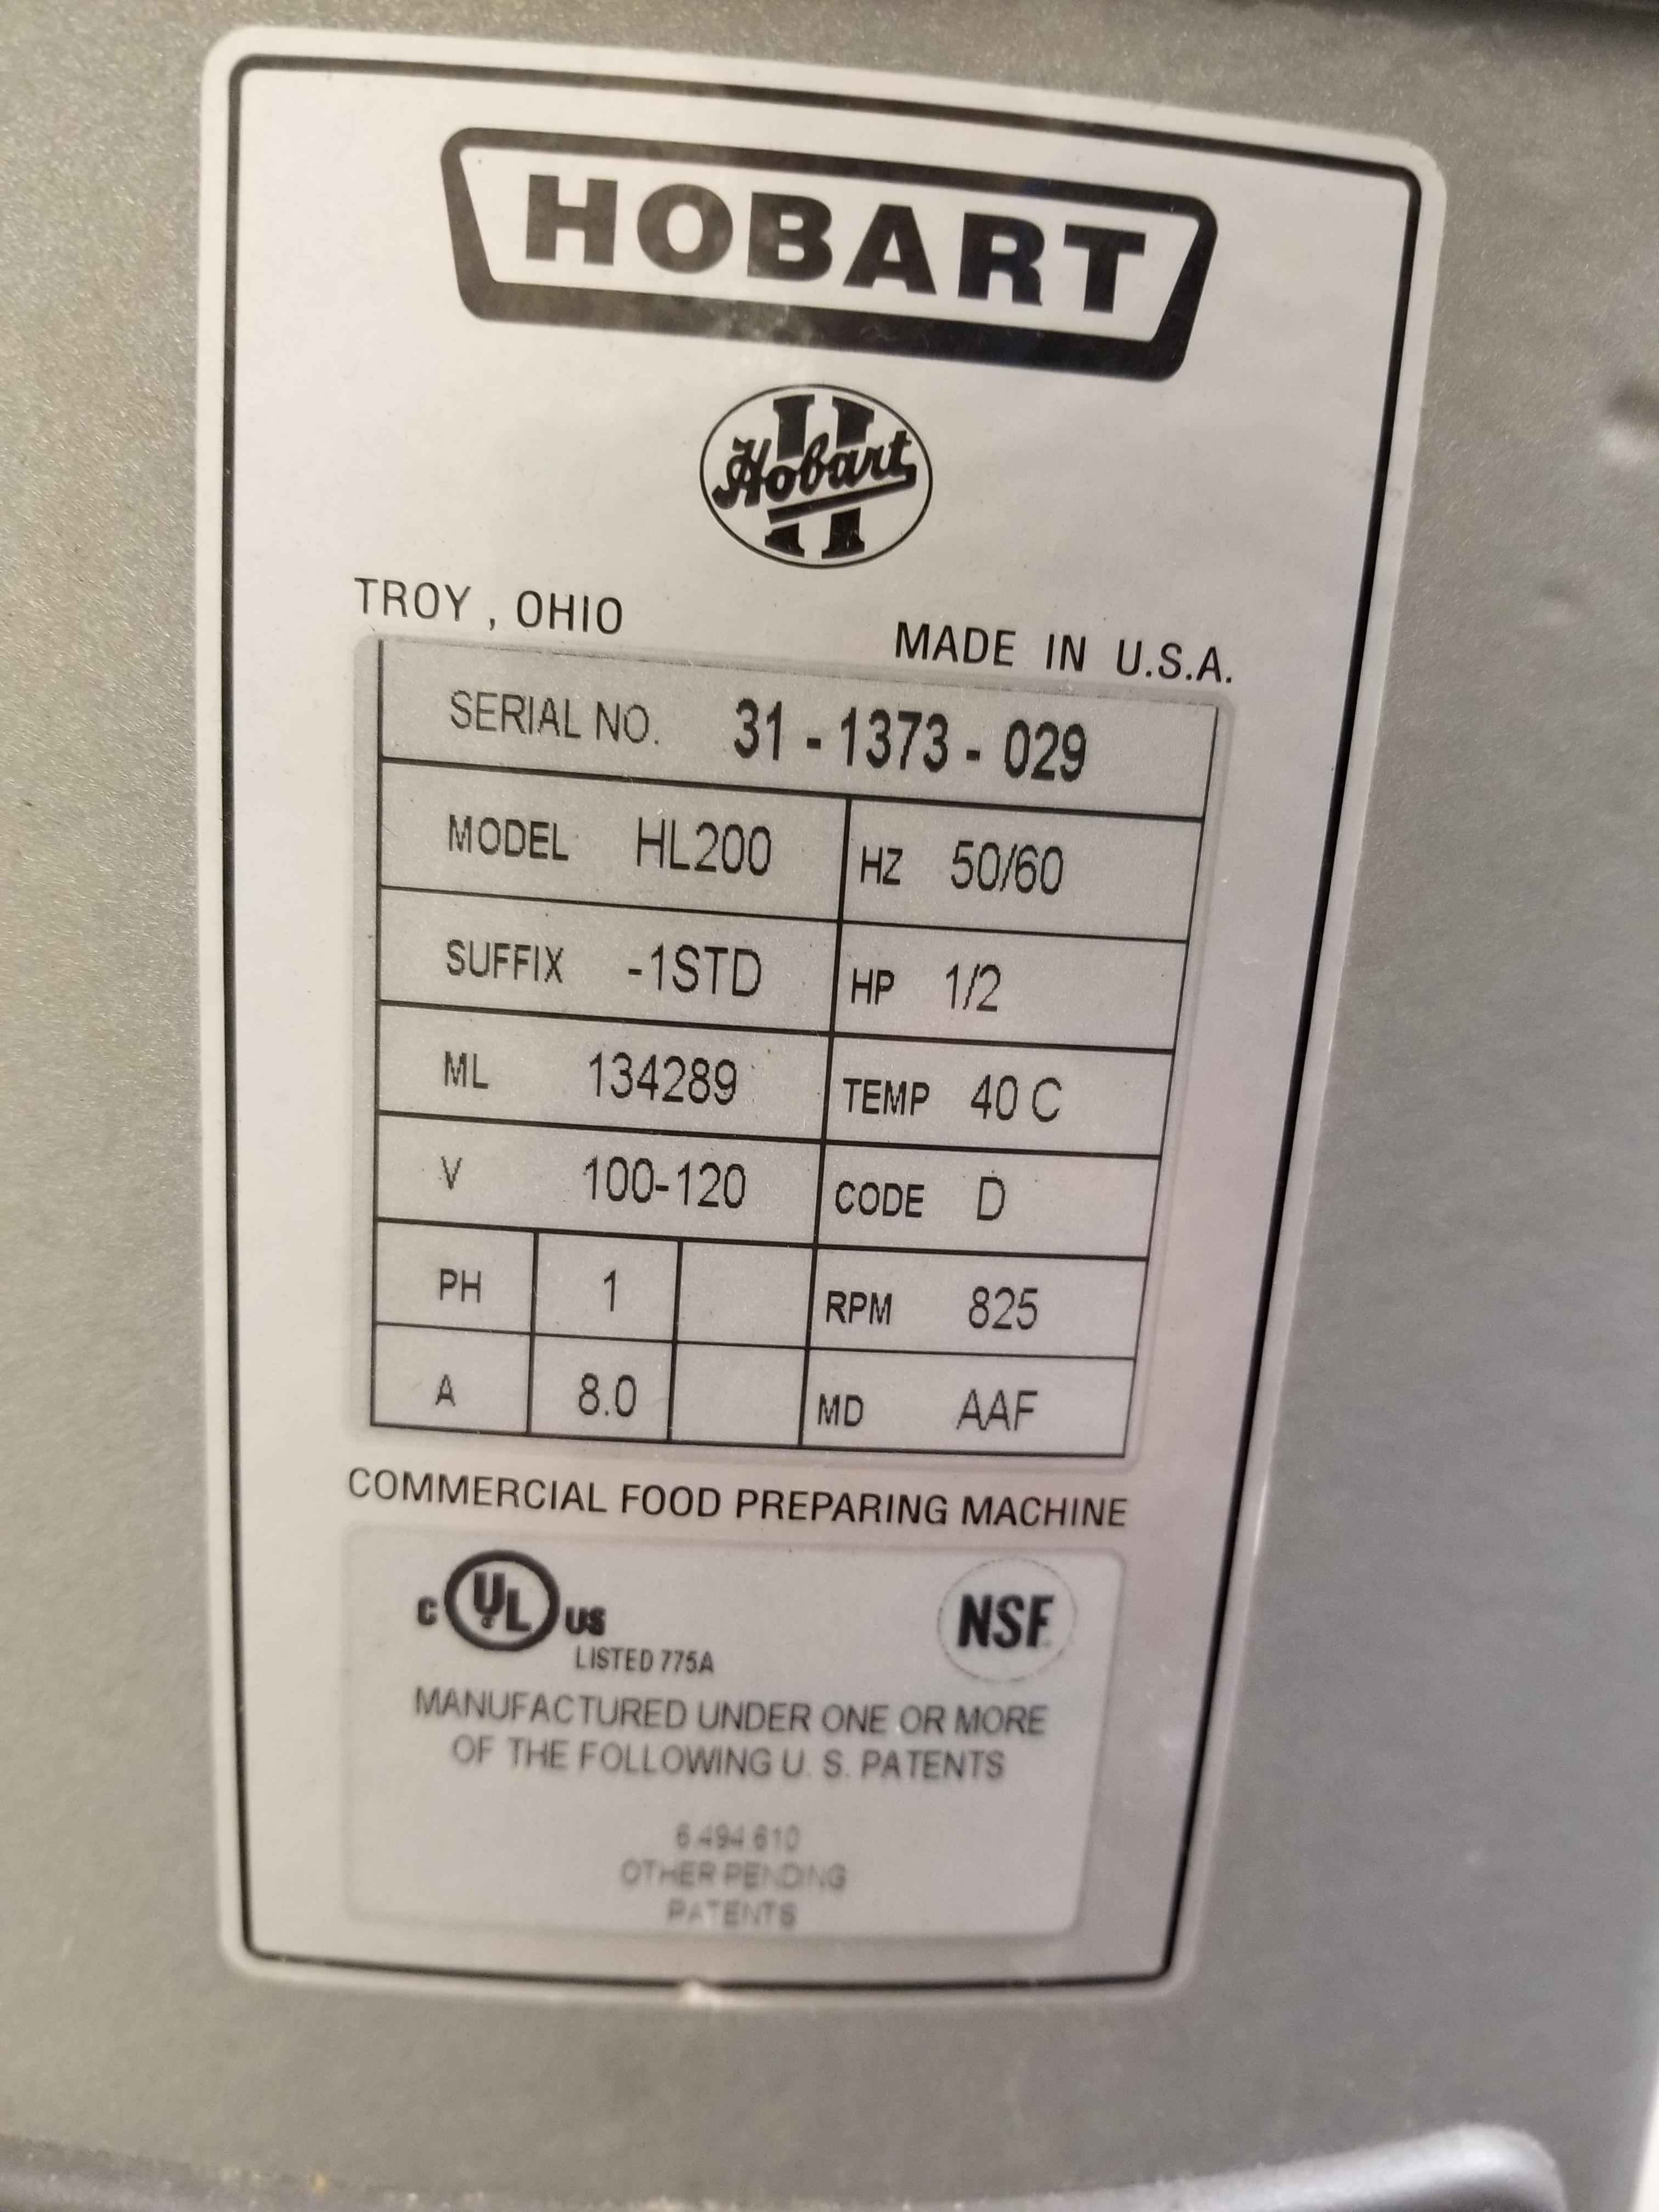 HOBART
Hobart
TROY , OHIO MADE IN U.S.A.
SERIAL NO. 31 - 1373 - 029
MODEL HL200 HZ 50/60
SUFFIX -1STD HP 1/2
ML 134289 TEMP 40 C
V 100-120 CODE D
PH 1 RPM 825
A 8.0 MD AAF
COMMERCIAL FOOD PREPARING MACHINE
C UL US NSF
LISTED 775A
MANUFACTURED UNDER ONE OR MORE
OF THE FOLLOWING U. S. PATENTS
6,494,610
OTHER PENDING
PATENTS